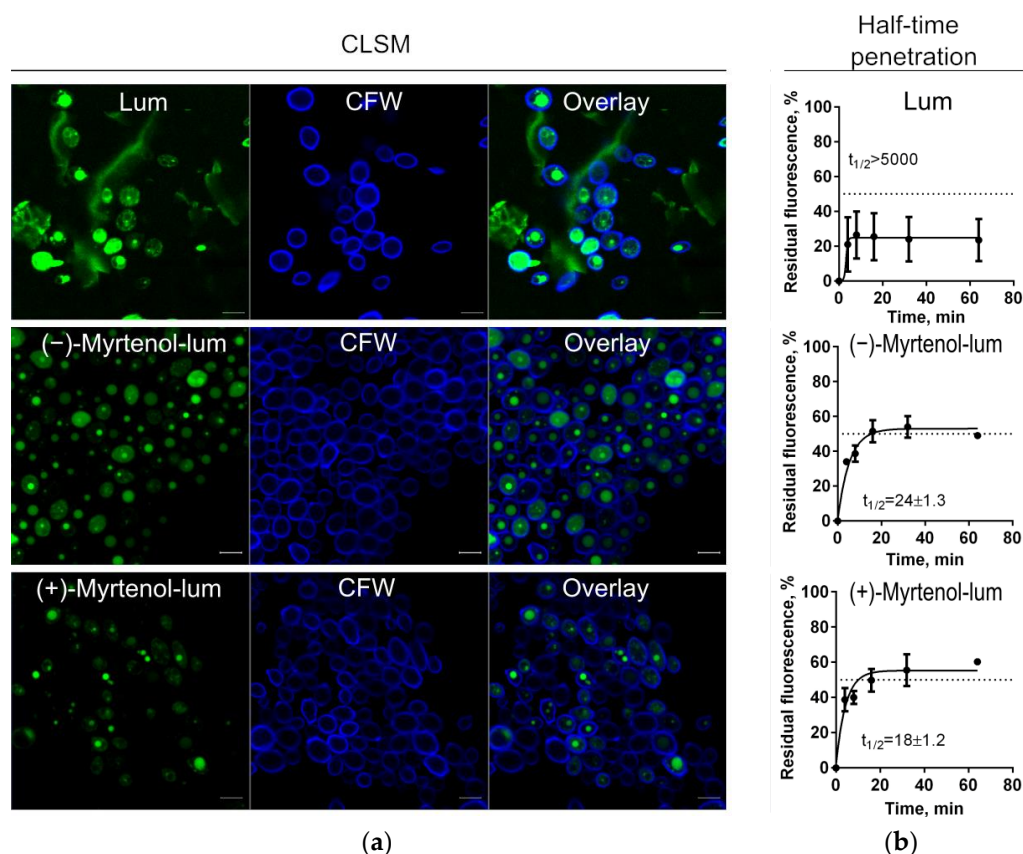 CLSM
Half-time
penetration
Lum CFW Overlay
Lum
Residual fluorescence, %
100
80
60
40
20
0
t1/2>5000
0 20 40 60 80
Time, min
(−)-Myrtenol-lum CFW Overlay
(−)-Myrtenol-lum
Residual fluorescence, %
100
80
60
40
20
0
t1/2=24±1.3
0 20 40 60 80
Time, min
(+)-Myrtenol-lum CFW Overlay
(+)-Myrtenol-lum
Residual fluorescence, %
100
80
60
40
20
0
t1/2=18±1.2
0 20 40 60 80
Time, min
(a) (b)